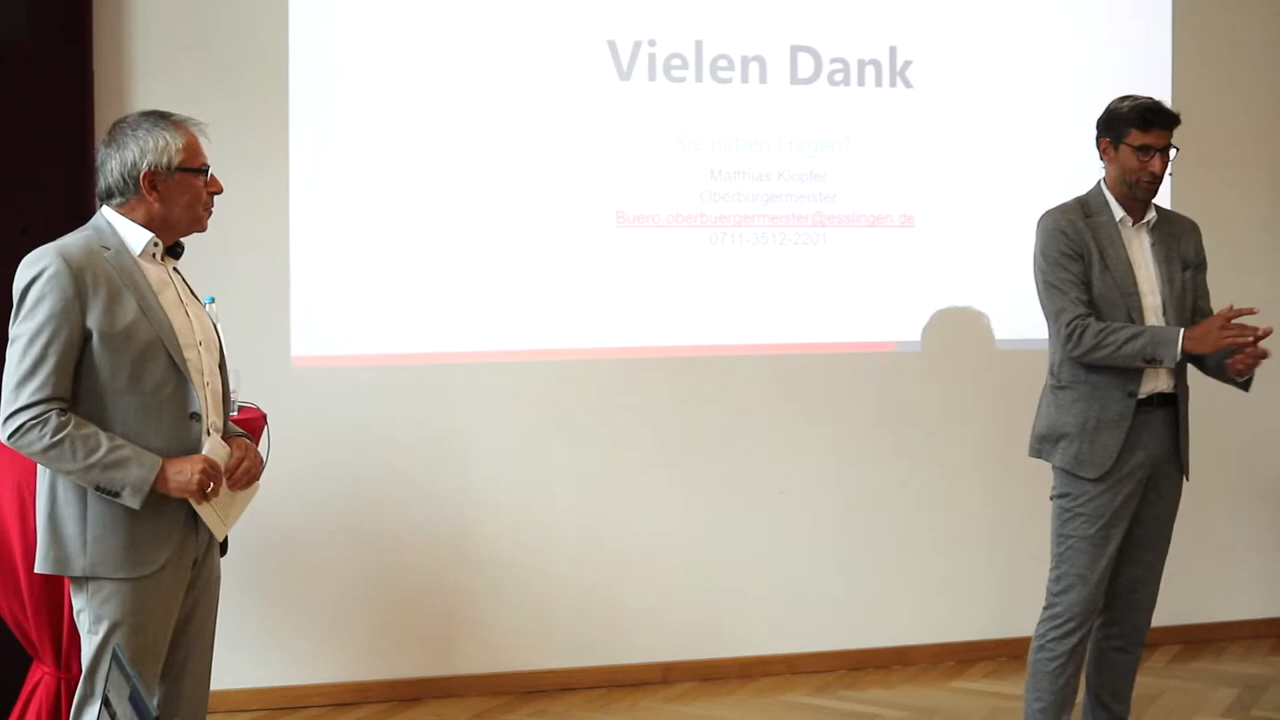 Vielen Dank
Sie haben Fragen?
Matthias Klopfer
Oberbürgermeister
Buero.oberbuergermeister@esslingen.de
0711-3512-2201